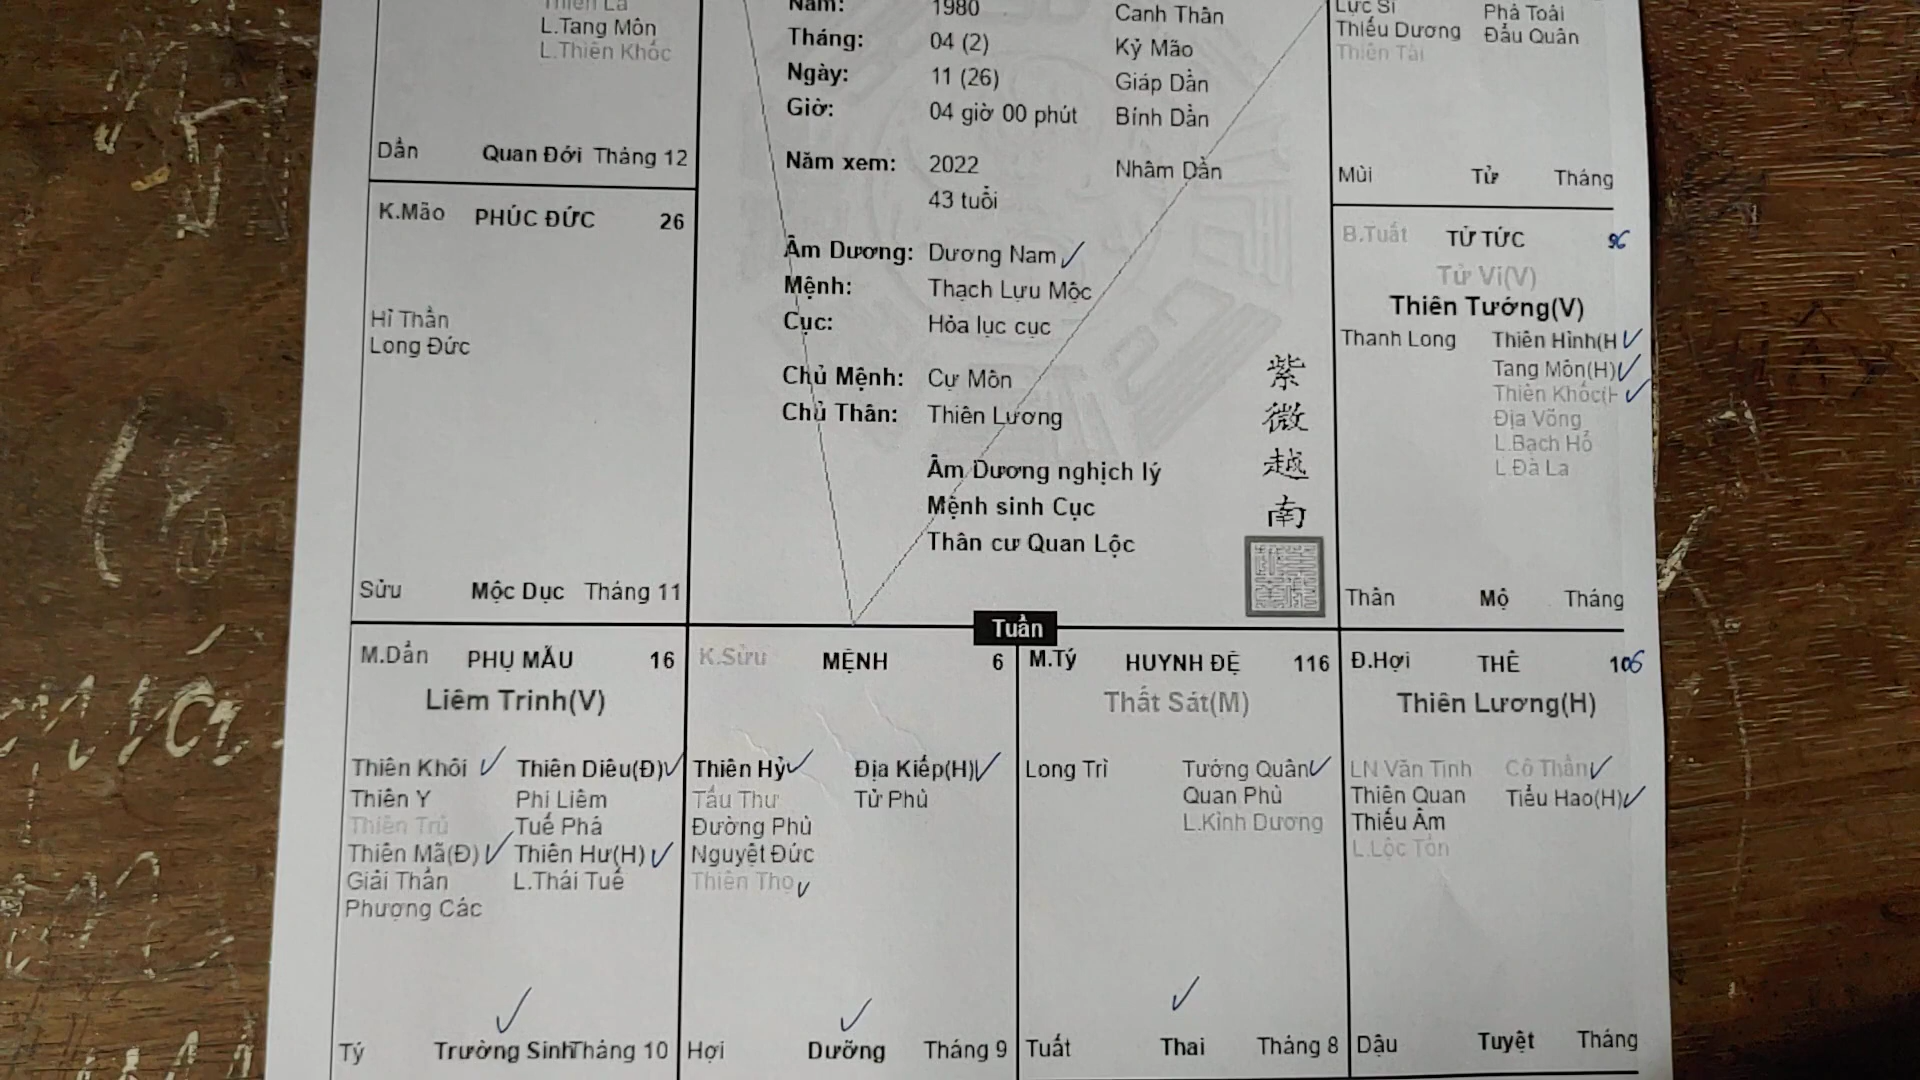 Thiên La
L.Tang Môn
L.Thiên Khốc
Dần Quan Đới Tháng 12
Năm: 1980 Canh Thân
Tháng: 04 (2) Kỷ Mão
Ngày: 11 (26) Giáp Dần
Giờ: 04 giờ 00 phút Bính Dần
Năm xem: 2022 Nhâm Dần
43 tuổi
Âm Dương: Dương Nam
Mệnh: Thạch Lựu Mộc
Cục: Hỏa lục cục
Chủ Mệnh: Cự Môn
Chủ Thân: Thiên Lương
Âm Dương nghịch lý
Mệnh sinh Cục
Thân cư Quan Lộc
紫
微
越
南
Lực Sĩ Phá Toái
Thiếu Dương Đẩu Quân
Thiên Tài
Mùi Tử Tháng
K.Mão PHÚC ĐỨC 26
Hỉ Thần
Long Đức
Sửu Mộc Dục Tháng 11
B.Tuất TỬ TỨC 96
Tử Vi(V)
Thiên Tướng(V)
Thanh Long Thiên Hình(H
Tang Môn(H)
Thiên Khốc(H
Địa Võng
L.Bạch Hổ
L.Đà La
Thân Mộ Tháng
Tuần
M.Dần PHỤ MẪU 16
Liêm Trinh(V)
Thiên Khôi Thiên Diêu(Đ)
Thiên Y Phi Liêm
Thiên Trù Tuế Phá
Thiên Mã(Đ) Thiên Hư(H)
Giải Thần L.Thái Tuế
Phượng Các
Tý Trường Sinh Tháng 10
K.Sửu MỆNH 6
Thiên Hỷ Địa Kiếp(H)
Tấu Thư Tử Phù
Đường Phù
Nguyệt Đức
Thiên Thọ
Hợi Dưỡng Tháng 9
M.Tý HUYNH ĐỆ 116
Thất Sát(M)
Long Trì Tướng Quân
Quan Phù
L.Kình Dương
Tuất Thai Tháng 8
Đ.Hợi THÊ 106
Thiên Lương(H)
LN Văn Tinh Cô Thần
Thiên Quan Tiểu Hao(H)
Thiếu Âm
L.Lộc Tồn
Dậu Tuyệt Tháng